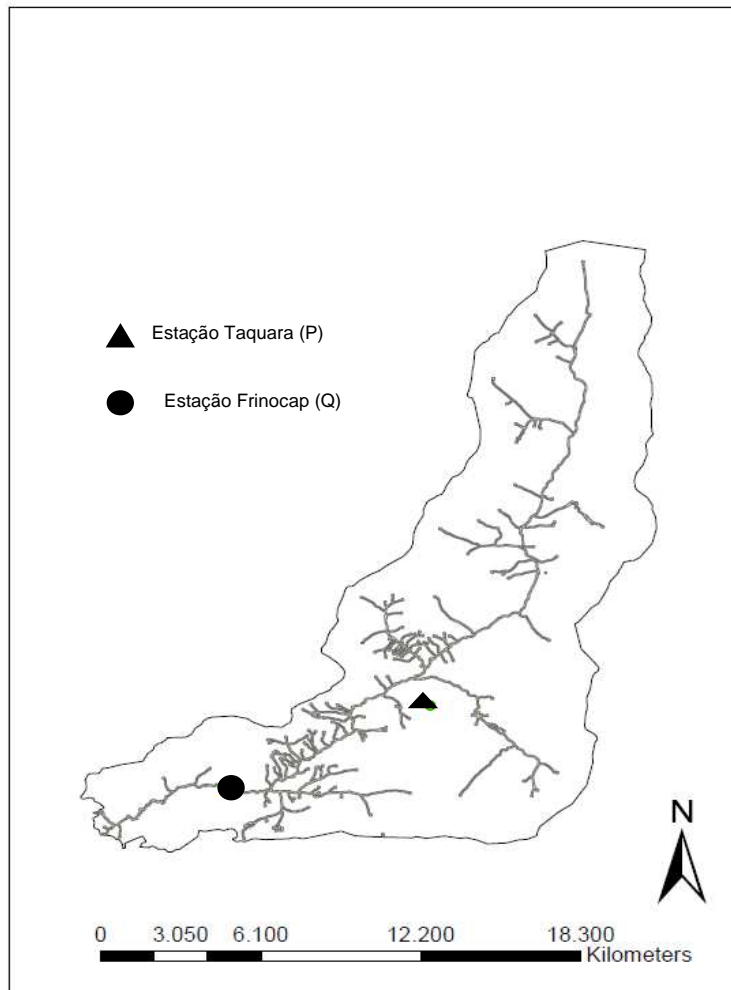 Estação Taquara (P)
Estação Frinocap (Q)
N
0 3.050 6.100 12.200 18.300
Kilometers